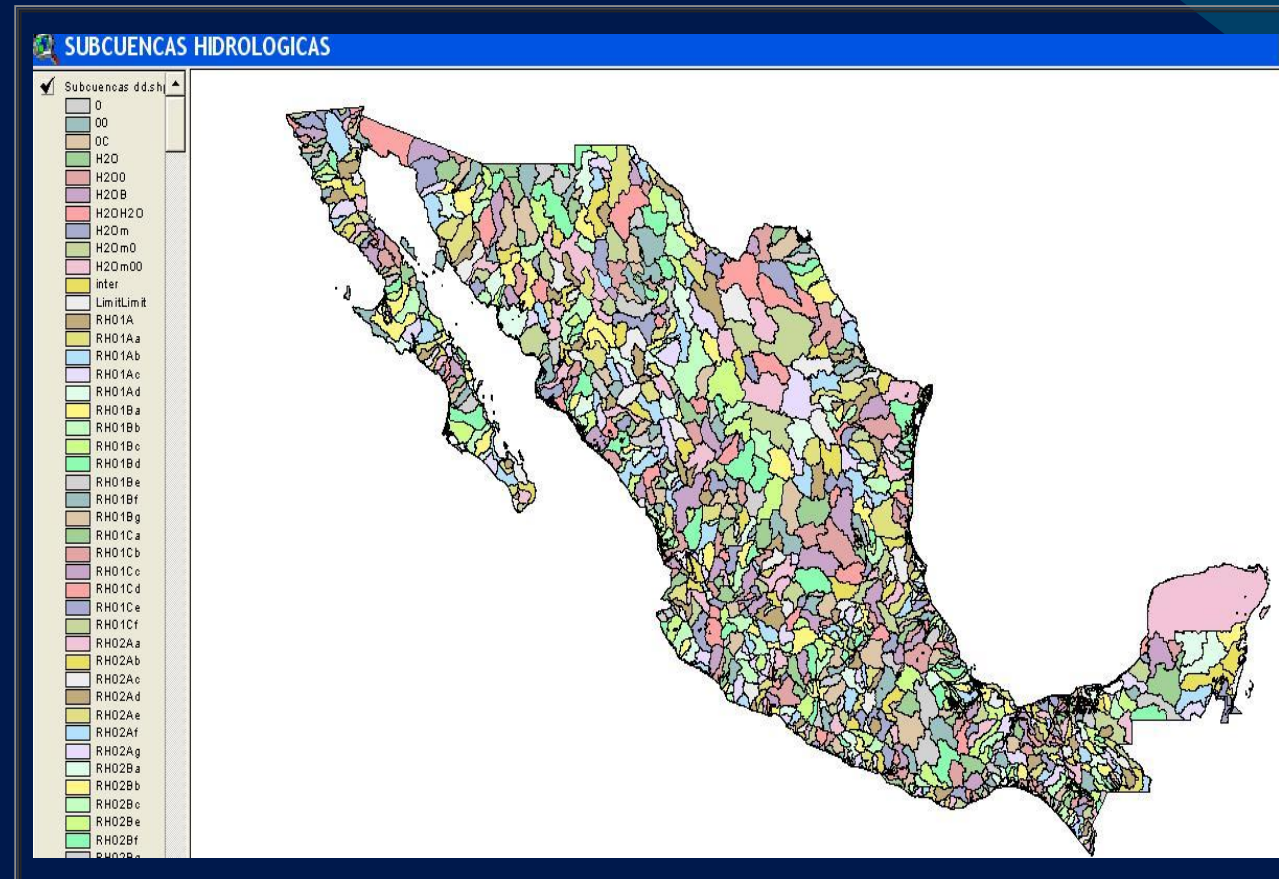 SUBCUENCAS HIDROLOGICAS
Subcuencas dd.sh
0
00
0C
H2O
H2O0
H2OB
H2OH2O
H2Om
H2Om0
H2Om00
inter
LimitLimit
RH01A
RH01Aa
RH01Ab
RH01Ac
RH01Ad
RH01Ba
RH01Bb
RH01Bc
RH01Bd
RH01Be
RH01Bf
RH01Bg
RH01Ca
RH01Cb
RH01Cc
RH01Cd
RH01Ce
RH01Cf
RH02Aa
RH02Ab
RH02Ac
RH02Ad
RH02Ae
RH02Af
RH02Ag
RH02Ba
RH02Bb
RH02Bc
RH02Be
RH02Bf